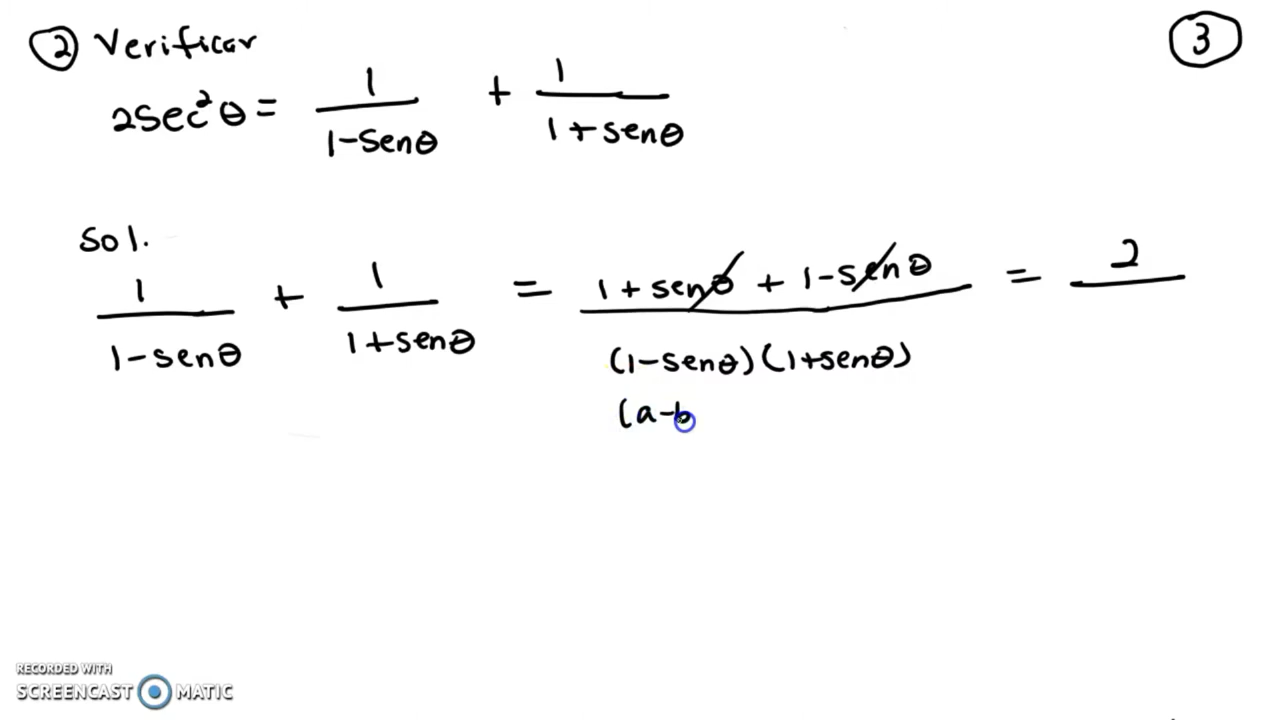 ② Verificar
③
2Sec²θ = 1/(1-Senθ) + 1/(1+senθ)
Sol.
1/(1-senθ) + 1/(1+senθ) = (1+senθ + 1-senθ)/((1-senθ)(1+senθ)) = 2/
(a-b
RECORDED WITH
SCREENCAST MATIC